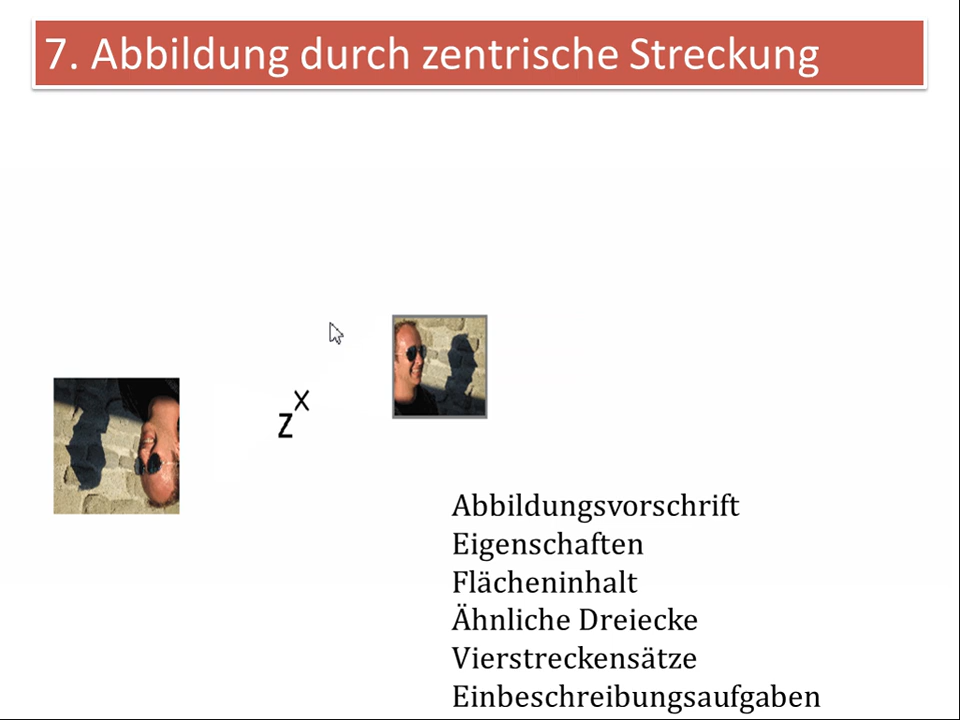 7. Abbildung durch zentrische Streckung
Z
Abbildungsvorschrift
Eigenschaften
Flächeninhalt
Ähnliche Dreiecke
Vierstreckensätze
Einbeschreibungsaufgaben